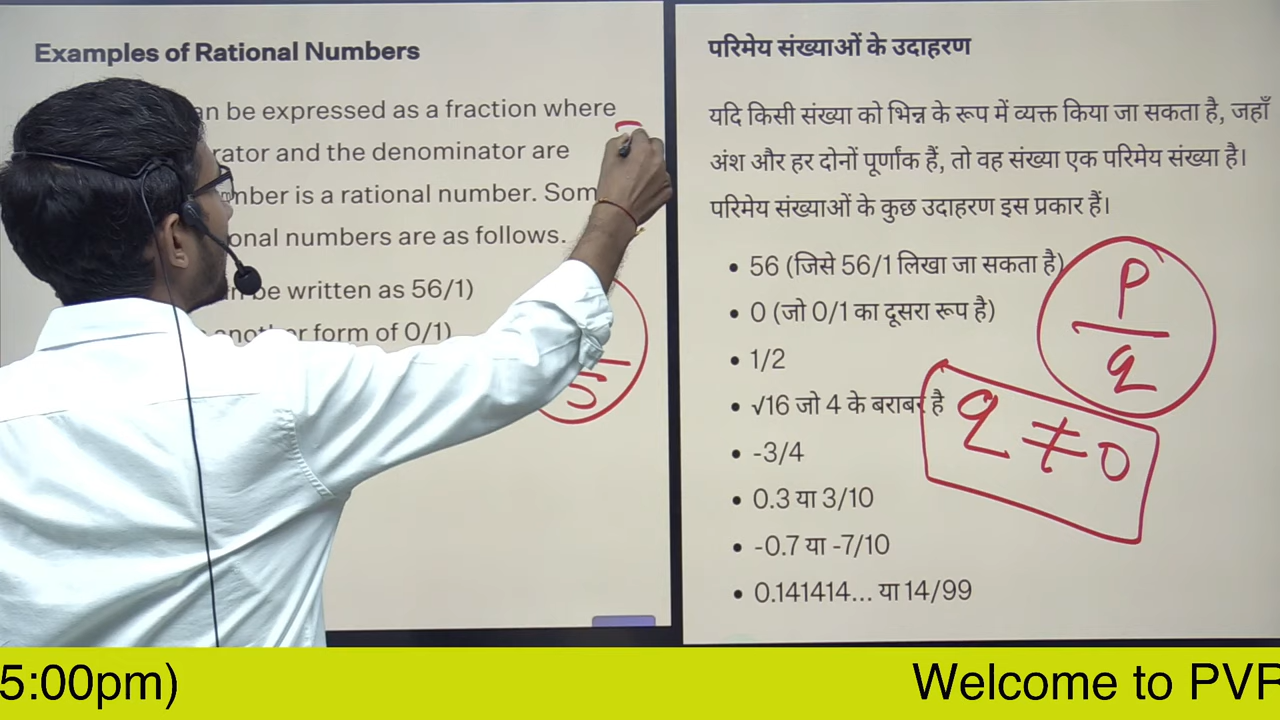 Examples of Rational Numbers
an be expressed as a fraction where
rator and the denominator are
mber is a rational number. Som
onal numbers are as follows.
be written as 56/1)
form of 0/1)
5
परिमेय संख्याओं के उदाहरण
यदि किसी संख्या को भिन्न के रूप में व्यक्त किया जा सकता है, जहाँ
अंश और हर दोनों पूर्णांक हैं, तो वह संख्या एक परिमेय संख्या है।
परिमेय संख्याओं के कुछ उदाहरण इस प्रकार हैं।
• 56 (जिसे 56/1 लिखा जा सकता है)
• 0 (जो 0/1 का दूसरा रूप है)
• 1/2
• √16 जो 4 के बराबर है
• -3/4
• 0.3 या 3/10
• -0.7 या -7/10
• 0.141414... या 14/99
p
q
q ≠ 0
5:00pm) Welcome to PVR